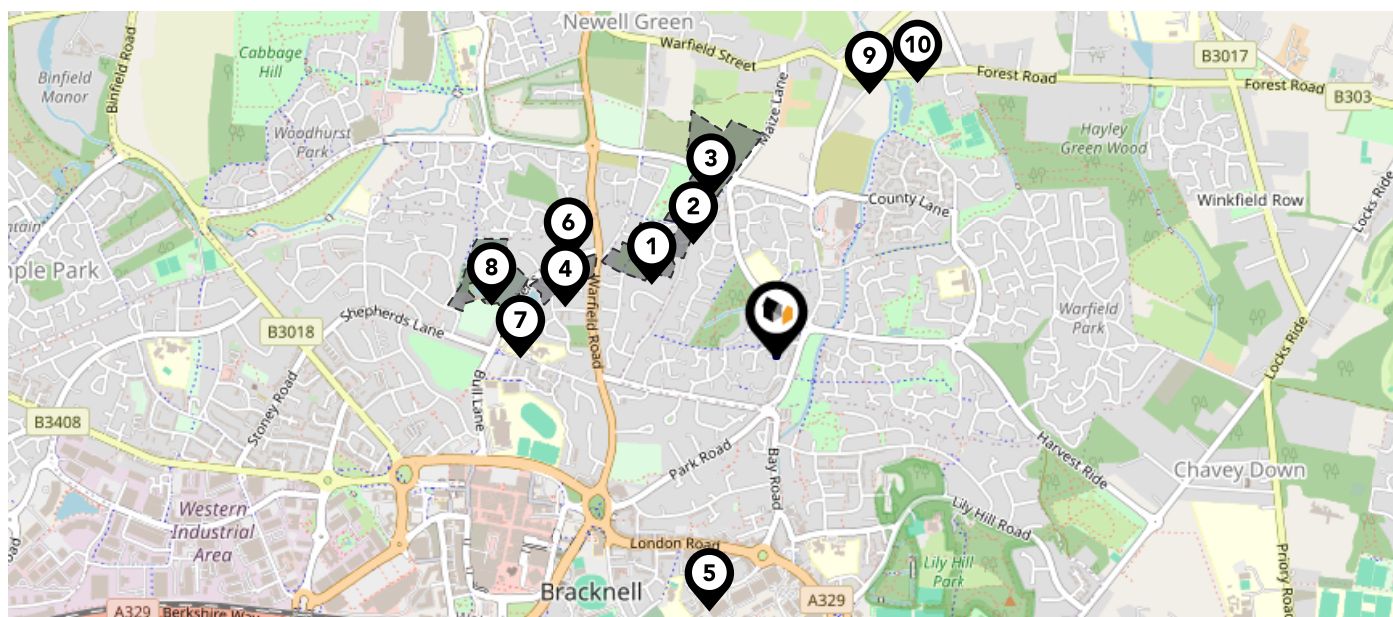 Newell Green
Warfield Street
9
10
B3017
Cabbage
Hill
Binfield
Manor
Binfield Road
Forest Road
Forest Road
B303
Maize Lane
Woodhurst
Park
Hayley
Green Wood
3
2
County Lane
Winkfield Row
Locks Ride
6
1
8
4
7
mple Park
Warfield Road
Shepherds Lane
B3018
Warfield
Park
Locks Ride
Bull Lane
Stoney Road
B3408
Park Road
Bay Road
Harvest Ride
Chavey Down
Western
Industrial
Area
Lily Hill Road
London Road
5
Bracknell
Lily Hill
Park
A329
A329
Berkshire Way
Priory Road